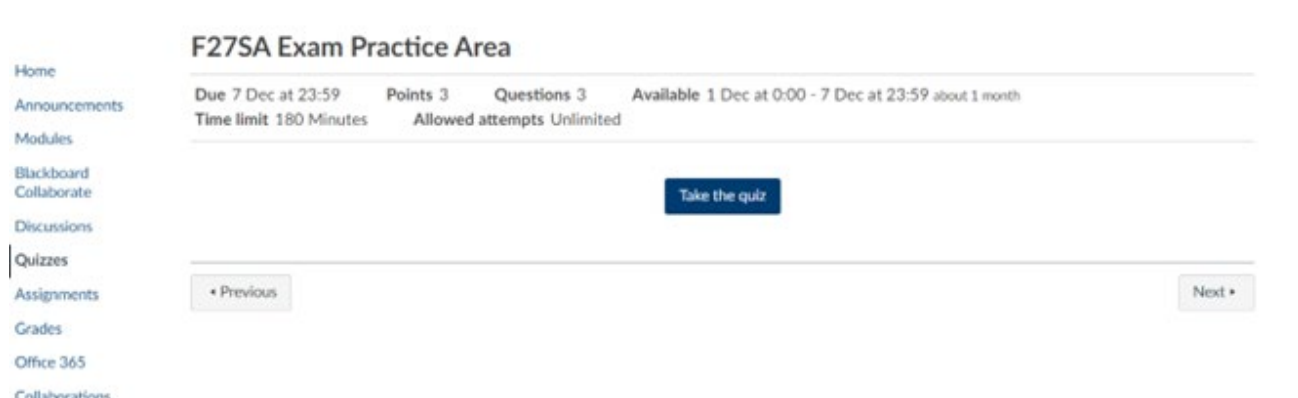 F27SA Exam Practice Area
Due 7 Dec at 23:59 Points 3 Questions 3 Available 1 Dec at 0:00 - 7 Dec at 23:59 about 1 month
Time limit 180 Minutes Allowed attempts Unlimited
Take the quiz
◂ Previous
Next ▸
Home
Announcements
Modules
Blackboard
Collaborate
Discussions
Quizzes
Assignments
Grades
Office 365
Collaborations